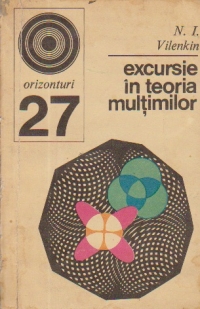 N. I.
Vilenkin
orizonturi
27
excursie
în teoria
mulțimilor